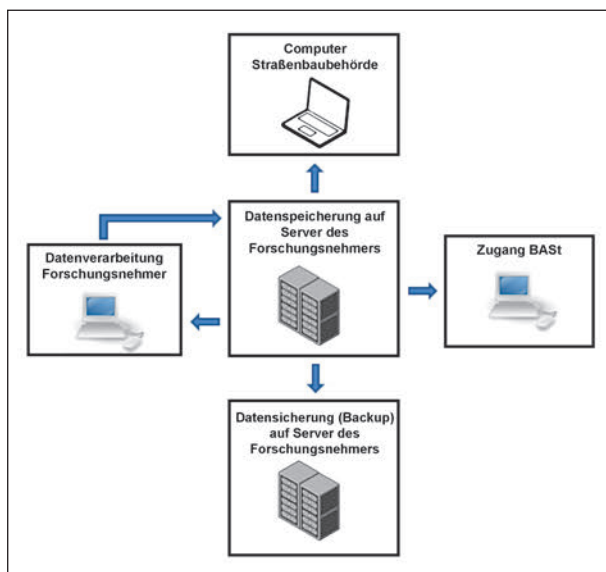 Computer
Straßenbaubehörde
Datenspeicherung auf
Server des
Forschungsnehmers
Datenverarbeitung
Forschungsnehmer
Zugang BASt
Datensicherung (Backup)
auf Server des
Forschungsnehmers